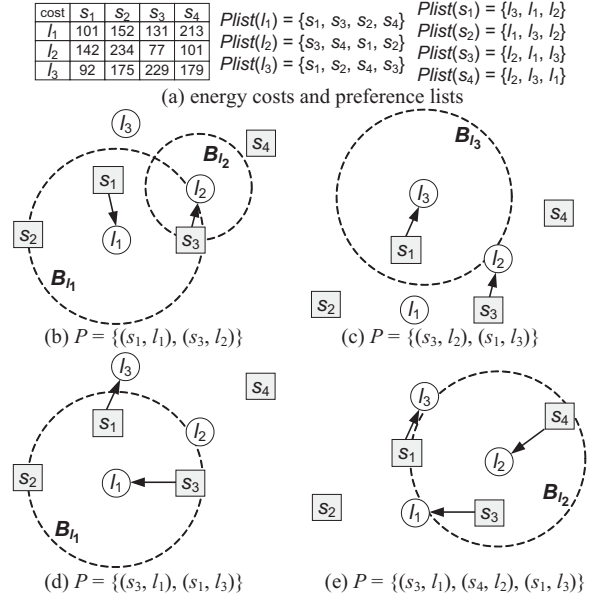 cost s1 s2 s3 s4
l1 101 152 131 213
l2 142 234 77 101
l3 92 175 229 179
Plist(l1) = {s1, s3, s2, s4}
Plist(l2) = {s3, s4, s1, s2}
Plist(l3) = {s1, s2, s4, s3}
Plist(s1) = {l3, l1, l2}
Plist(s2) = {l1, l3, l2}
Plist(s3) = {l2, l1, l3}
Plist(s4) = {l2, l3, l1}
(a) energy costs and preference lists
l3
Bl2
s4
s1
l2
s2
l1
s3
Bl1
(b) P = {(s1, l1), (s3, l2)}
Bl3
l3
s4
s1
l2
s2
l1
s3
(c) P = {(s3, l2), (s1, l3)}
l3
s4
s1
l2
s2
l1
s3
Bl1
(d) P = {(s3, l1), (s1, l3)}
l3
s4
s1
l2
Bl2
s2
l1
s3
(e) P = {(s3, l1), (s4, l2), (s1, l3)}